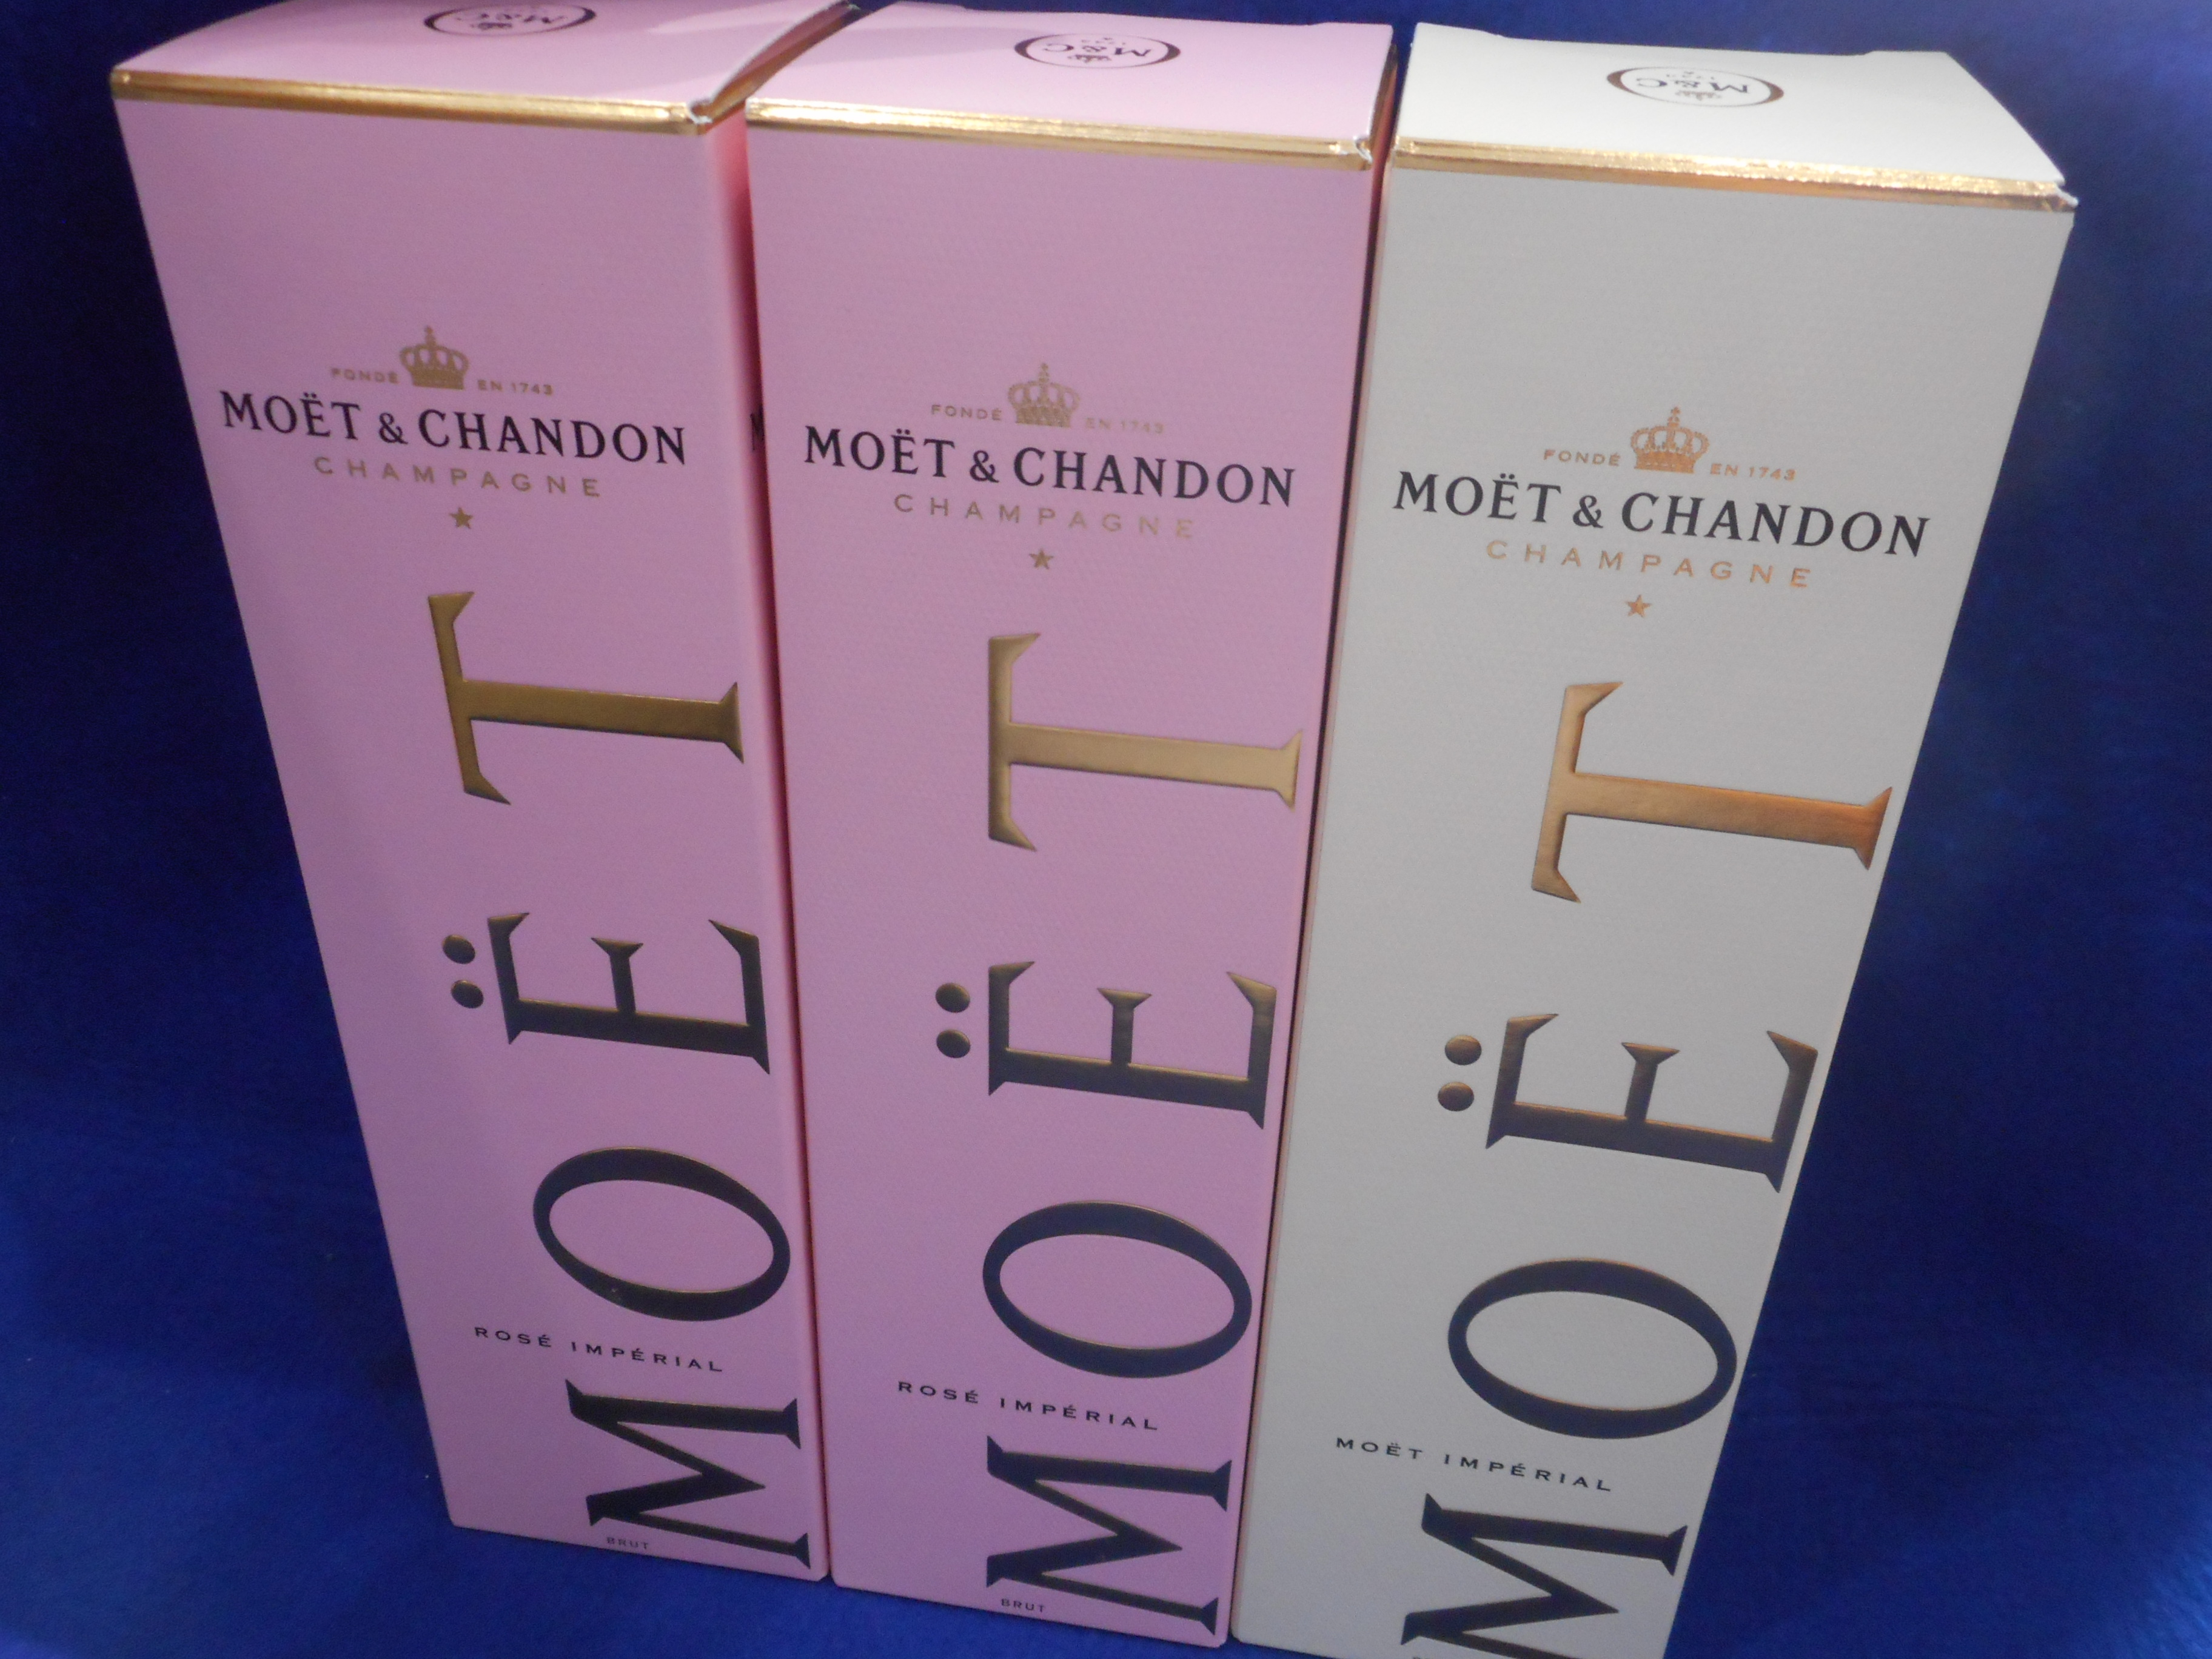 M&C
M&C
M&C
FONDÉ EN 1743
MOËT & CHANDON
CHAMPAGNE
MOËT
ROSÉ IMPÉRIAL
BRUT
FONDÉ EN 1743
MOËT & CHANDON
CHAMPAGNE
MOËT
ROSÉ IMPÉRIAL
BRUT
FONDÉ EN 1743
MOËT & CHANDON
CHAMPAGNE
MOËT
MOËT IMPÉRIAL